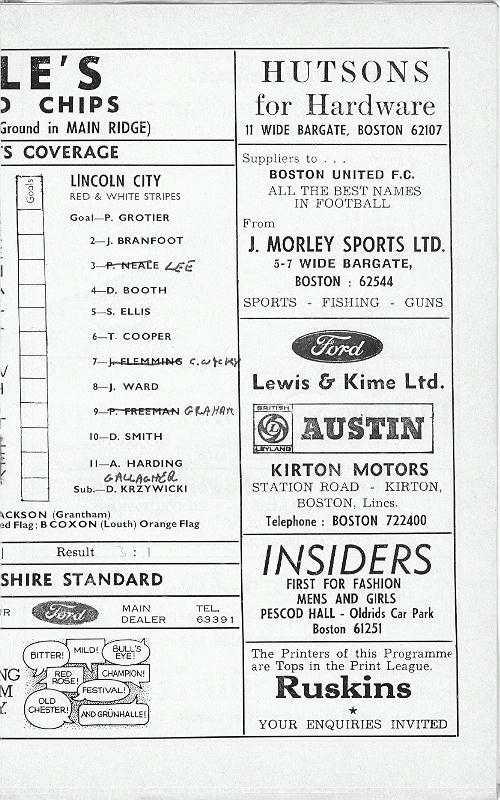 LE'S
D CHIPS
Ground in MAIN RIDGE)
'S COVERAGE
Goals
LINCOLN CITY
RED & WHITE STRIPES
Goal—P. GROTIER
2—J. BRANFOOT
3—P. NEALE LEE
4—D. BOOTH
5—S. ELLIS
6—T. COOPER
7—J. FLEMMING
8—J. WARD
9—P. FREEMAN GRAHAM
10—D. SMITH
11—A. HARDING
GALLAGHER
Sub.—D. KRZYWICKI
ACKSON (Grantham)
ed Flag; B COXON (Louth) Orange Flag
Result 3 : 1
SHIRE STANDARD
UR Ford MAIN DEALER TEL. 63391
BITTER! MILD! BULL'S EYE!
RED ROSE! CHAMPION!
FESTIVAL!
OLD CHESTER! AND GRÜNHALLE!
NG
M
Y.
HUTSONS
for Hardware
11 WIDE BARGATE, BOSTON 62107
Suppliers to . . .
BOSTON UNITED F.C.
ALL THE BEST NAMES
IN FOOTBALL
From
J. MORLEY SPORTS LTD.
5-7 WIDE BARGATE,
BOSTON : 62544
SPORTS - FISHING - GUNS
Ford
Lewis & Kime Ltd.
BRITISH
LEYLAND
AUSTIN
KIRTON MOTORS
STATION ROAD - KIRTON,
BOSTON, Lincs.
Telephone : BOSTON 722400
INSIDERS
FIRST FOR FASHION
MENS AND GIRLS
PESCOD HALL - Oldrids Car Park
Boston 61251
The Printers of this Programme
are Tops in the Print League.
Ruskins
★
YOUR ENQUIRIES INVITED